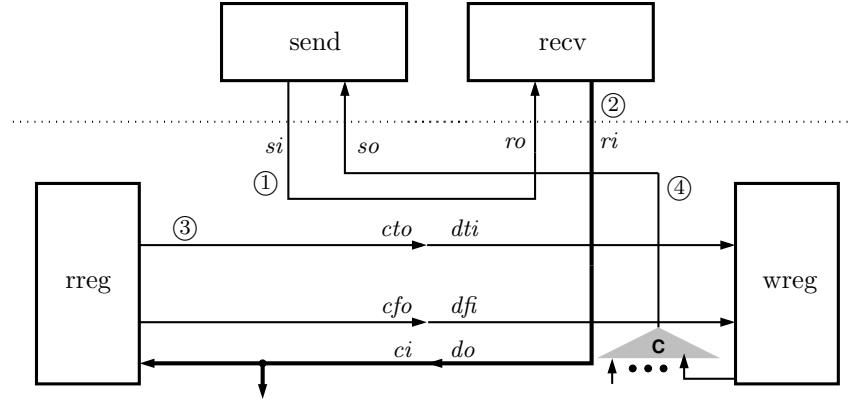 send recv
②
si so ro ri
① ④
③ cto dti
rreg wreg
cfo dfi
ci do C